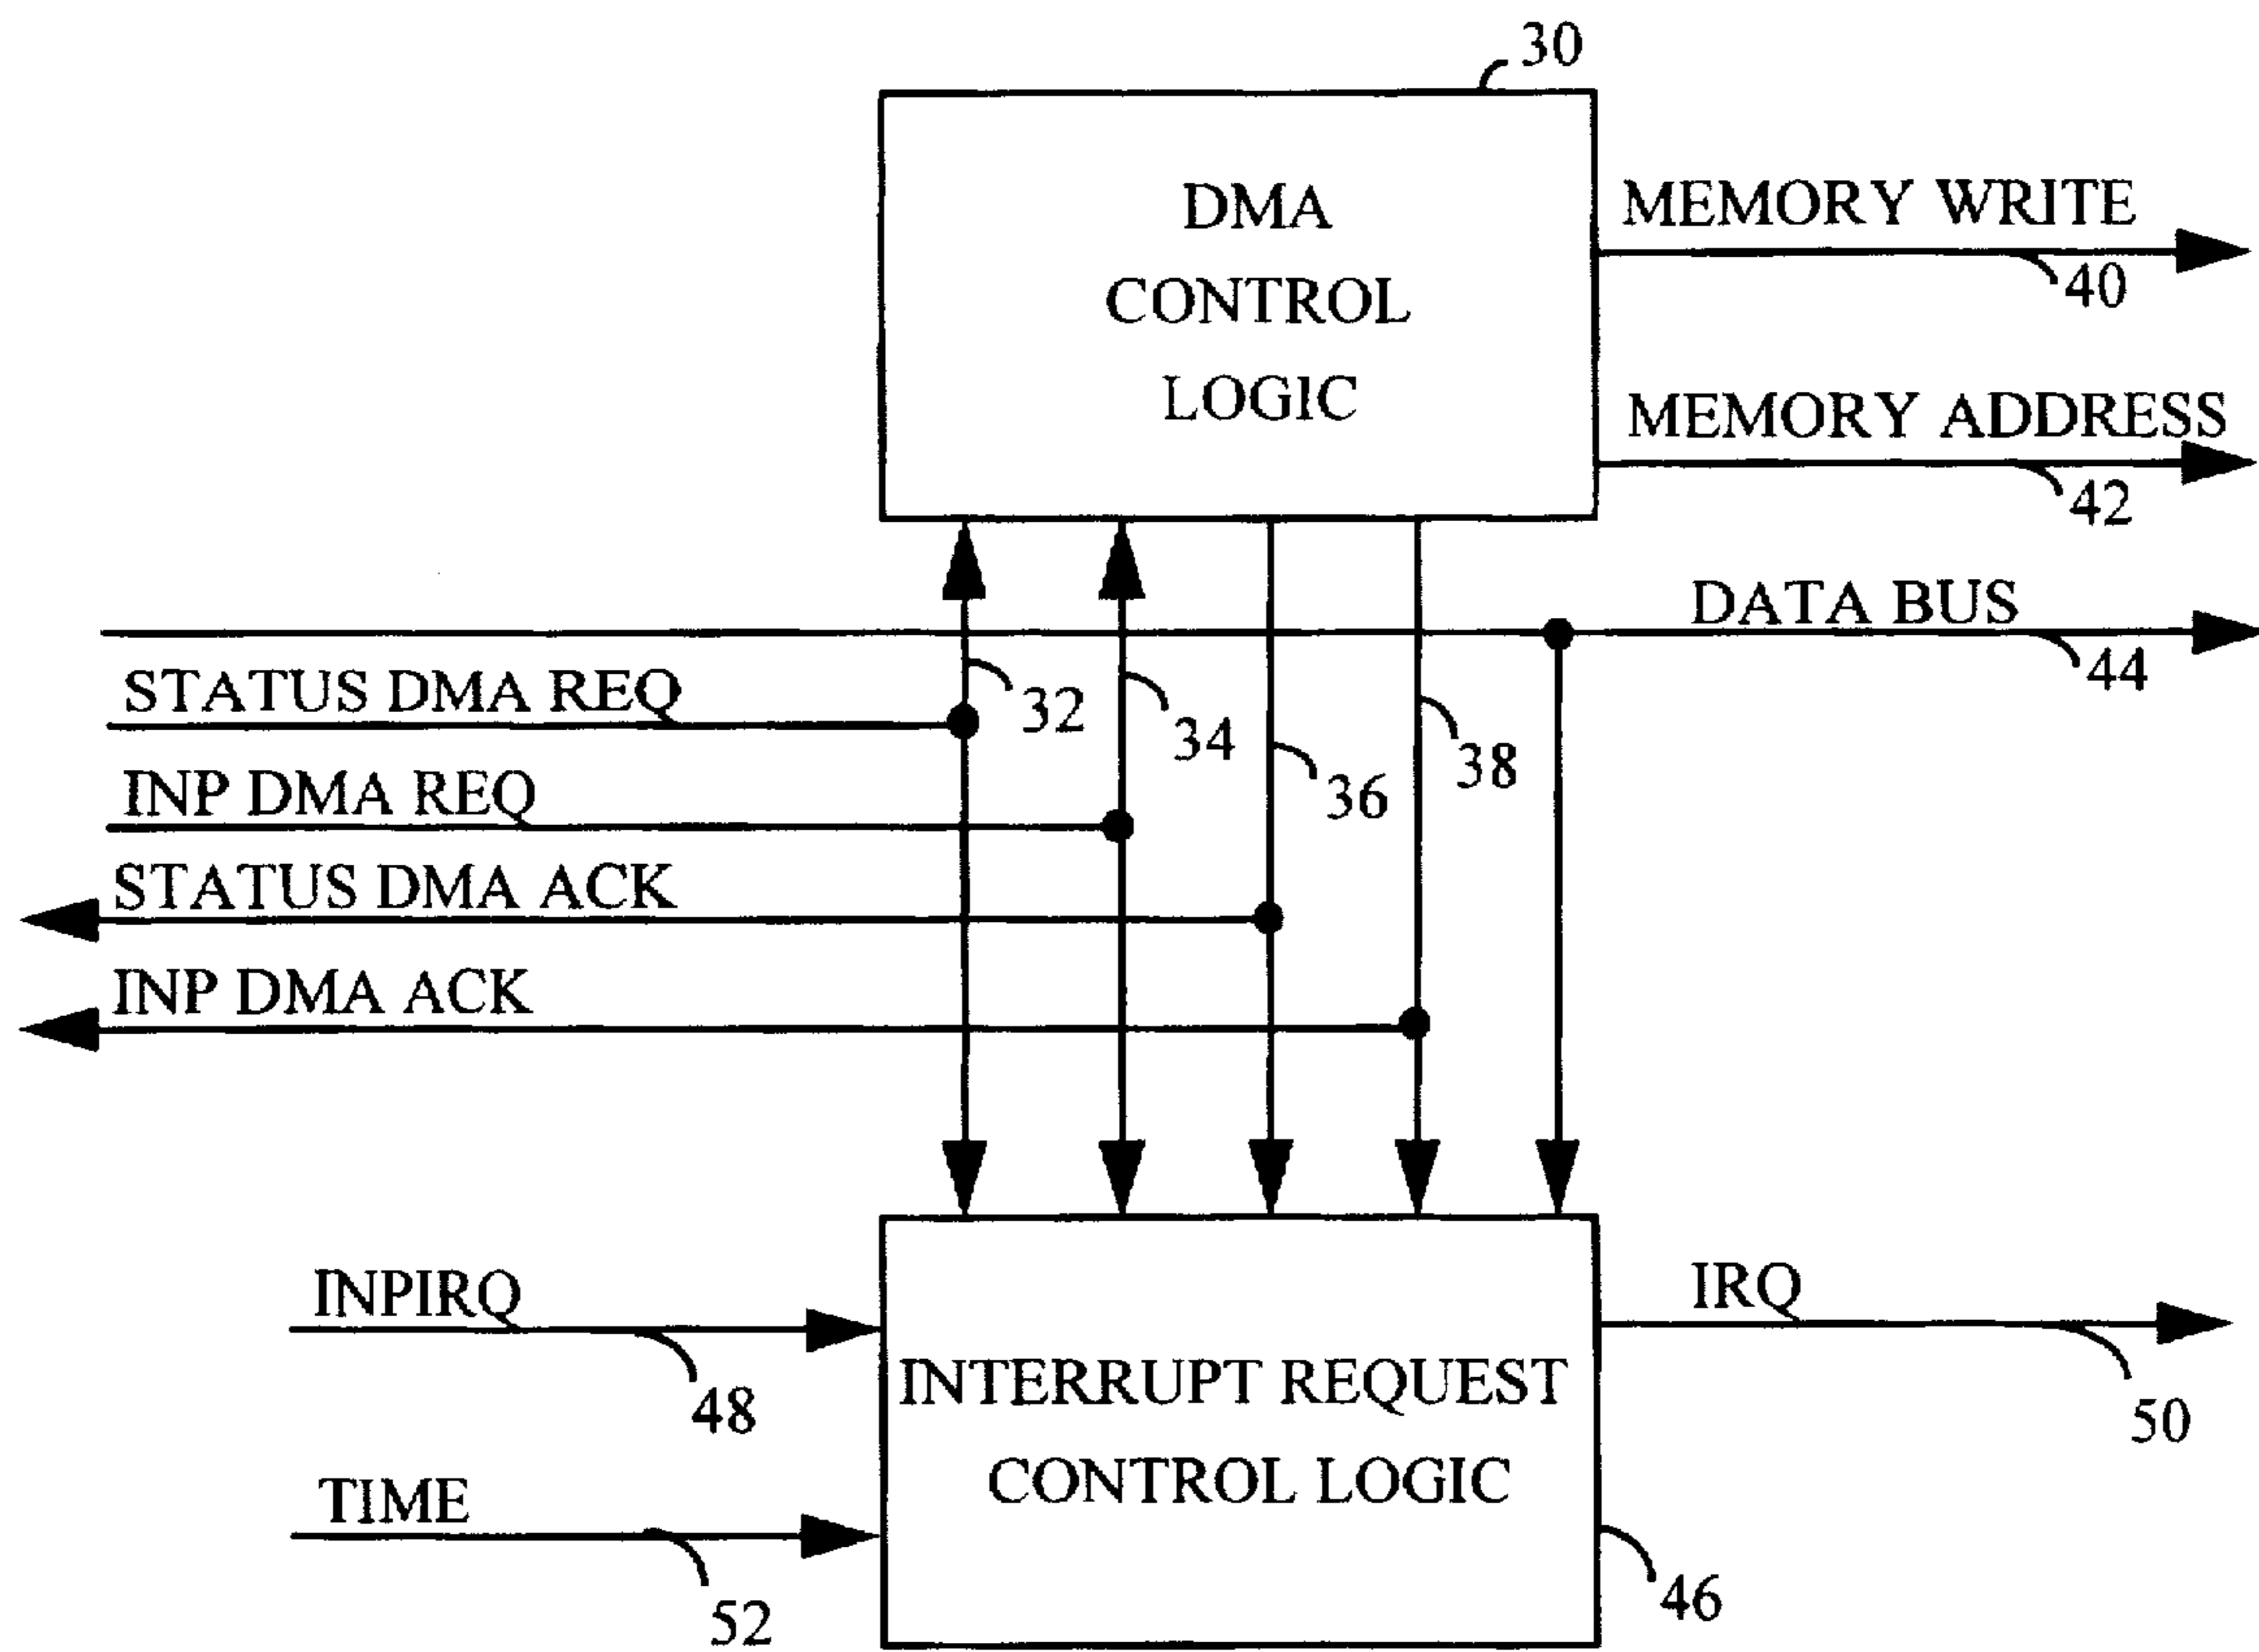 30
DMA
CONTROL
LOGIC
MEMORY WRITE
40
MEMORY ADDRESS
42
DATA BUS
44
STATUS DMA REQ
32
INP DMA REQ
34
36
38
STATUS DMA ACK
INP DMA ACK
INPIRQ
48
IRQ
50
INTERRUPT REQUEST
CONTROL LOGIC
TIME
52
46